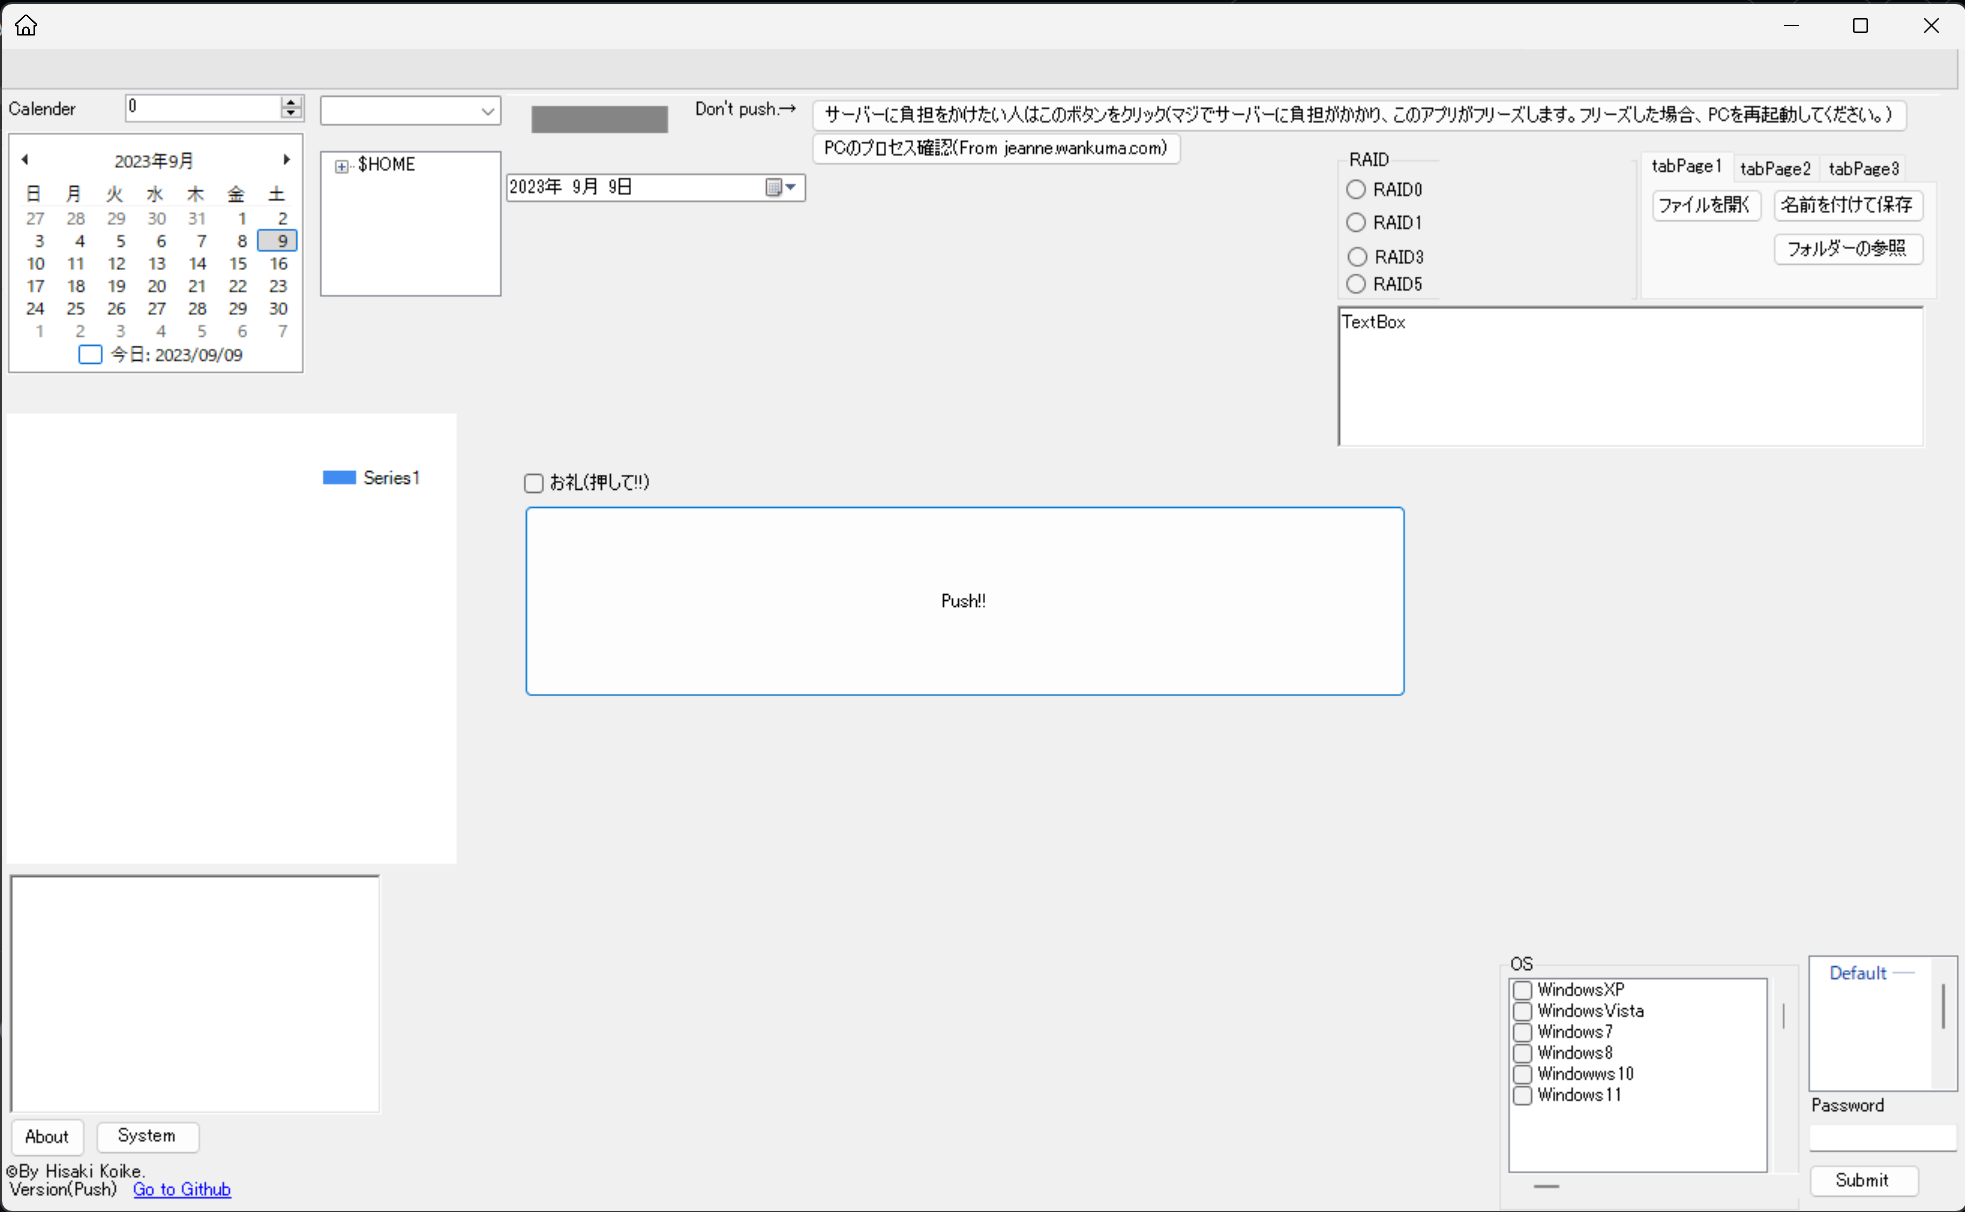 Calender
0
Don't push.→
サーバーに負担をかけたい人はこのボタンをクリック(マジでサーバーに負担がかかり、このアプリがフリーズします。フリーズした場合、PCを再起動してください。)
PCのプロセス確認(From jeanne.wankuma.com)
2023年9月
日 月 火 水 木 金 土
27 28 29 30 31 1 2
3 4 5 6 7 8 9
10 11 12 13 14 15 16
17 18 19 20 21 22 23
24 25 26 27 28 29 30
1 2 3 4 5 6 7
今日: 2023/09/09
$HOME
2023年 9月 9日
RAID
RAID0
RAID1
RAID3
RAID5
tabPage1 tabPage2 tabPage3
ファイルを開く 名前を付けて保存
フォルダーの参照
TextBox
Series1
お礼(押して!!)
Push!!
OS
WindowsXP
WindowsVista
Windows7
Windows8
Windowws10
Windows11
Default
Password
Submit
About System
©By Hisaki Koike.
Version(Push) Go to Github